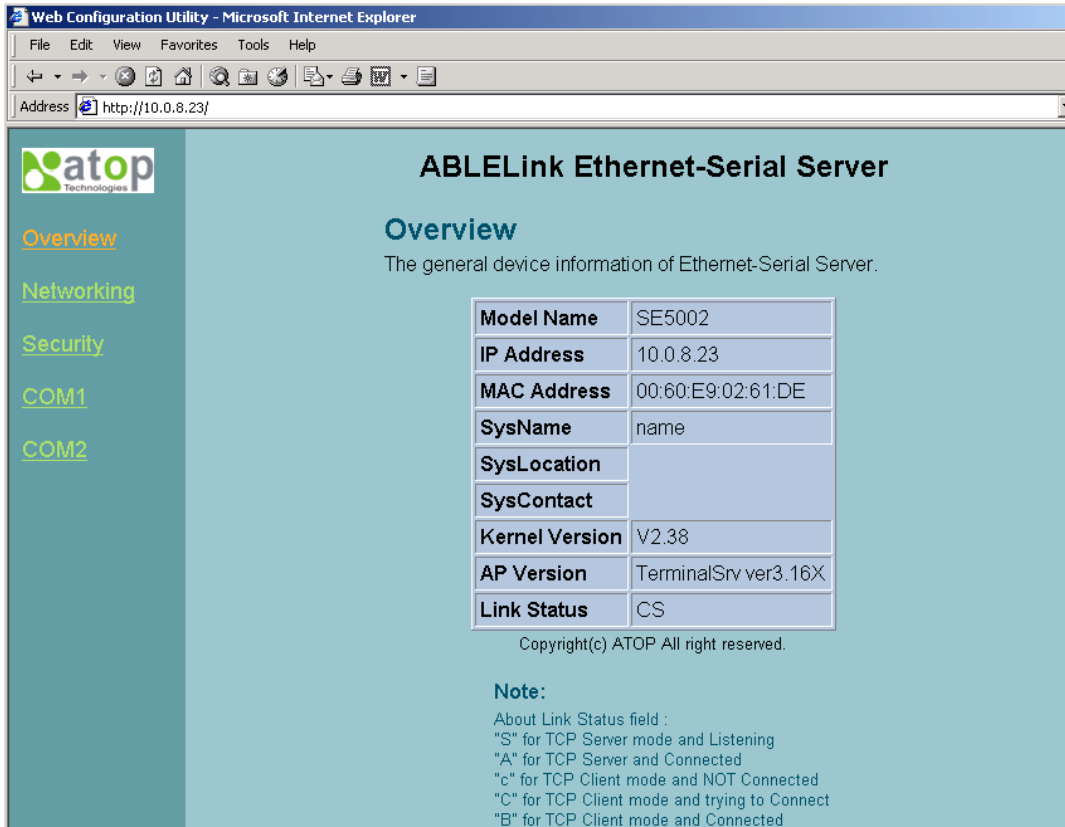 Web Configuration Utility - Microsoft Internet Explorer
File Edit View Favorites Tools Help
Address http://10.0.8.23/
atop
Technologies
Overview
Networking
Security
COM1
COM2
ABLELink Ethernet-Serial Server
Overview
The general device information of Ethernet-Serial Server.
Model Name SE5002
IP Address 10.0.8.23
MAC Address 00:60:E9:02:61:DE
SysName name
SysLocation
SysContact
Kernel Version V2.38
AP Version TerminalSrv ver3.16X
Link Status CS
Copyright(c) ATOP All right reserved.
Note:
About Link Status field :
"S" for TCP Server mode and Listening
"A" for TCP Server and Connected
"c" for TCP Client mode and NOT Connected
"C" for TCP Client mode and trying to Connect
"B" for TCP Client mode and Connected